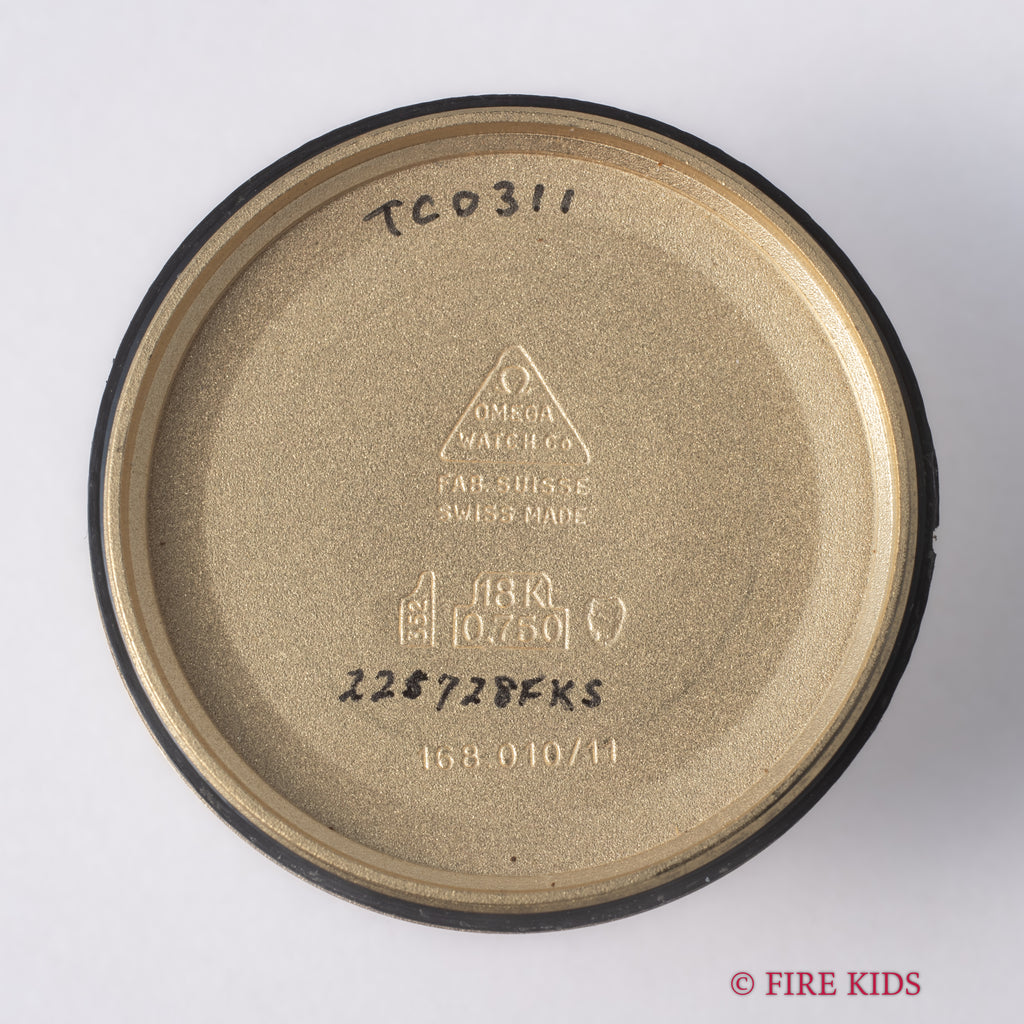 TC0311
Ω
OMEGA
WATCH Co
FAB. SUISSE
SWISS MADE
18K
0.750
225728FKS
168 010/11
© FIRE KIDS